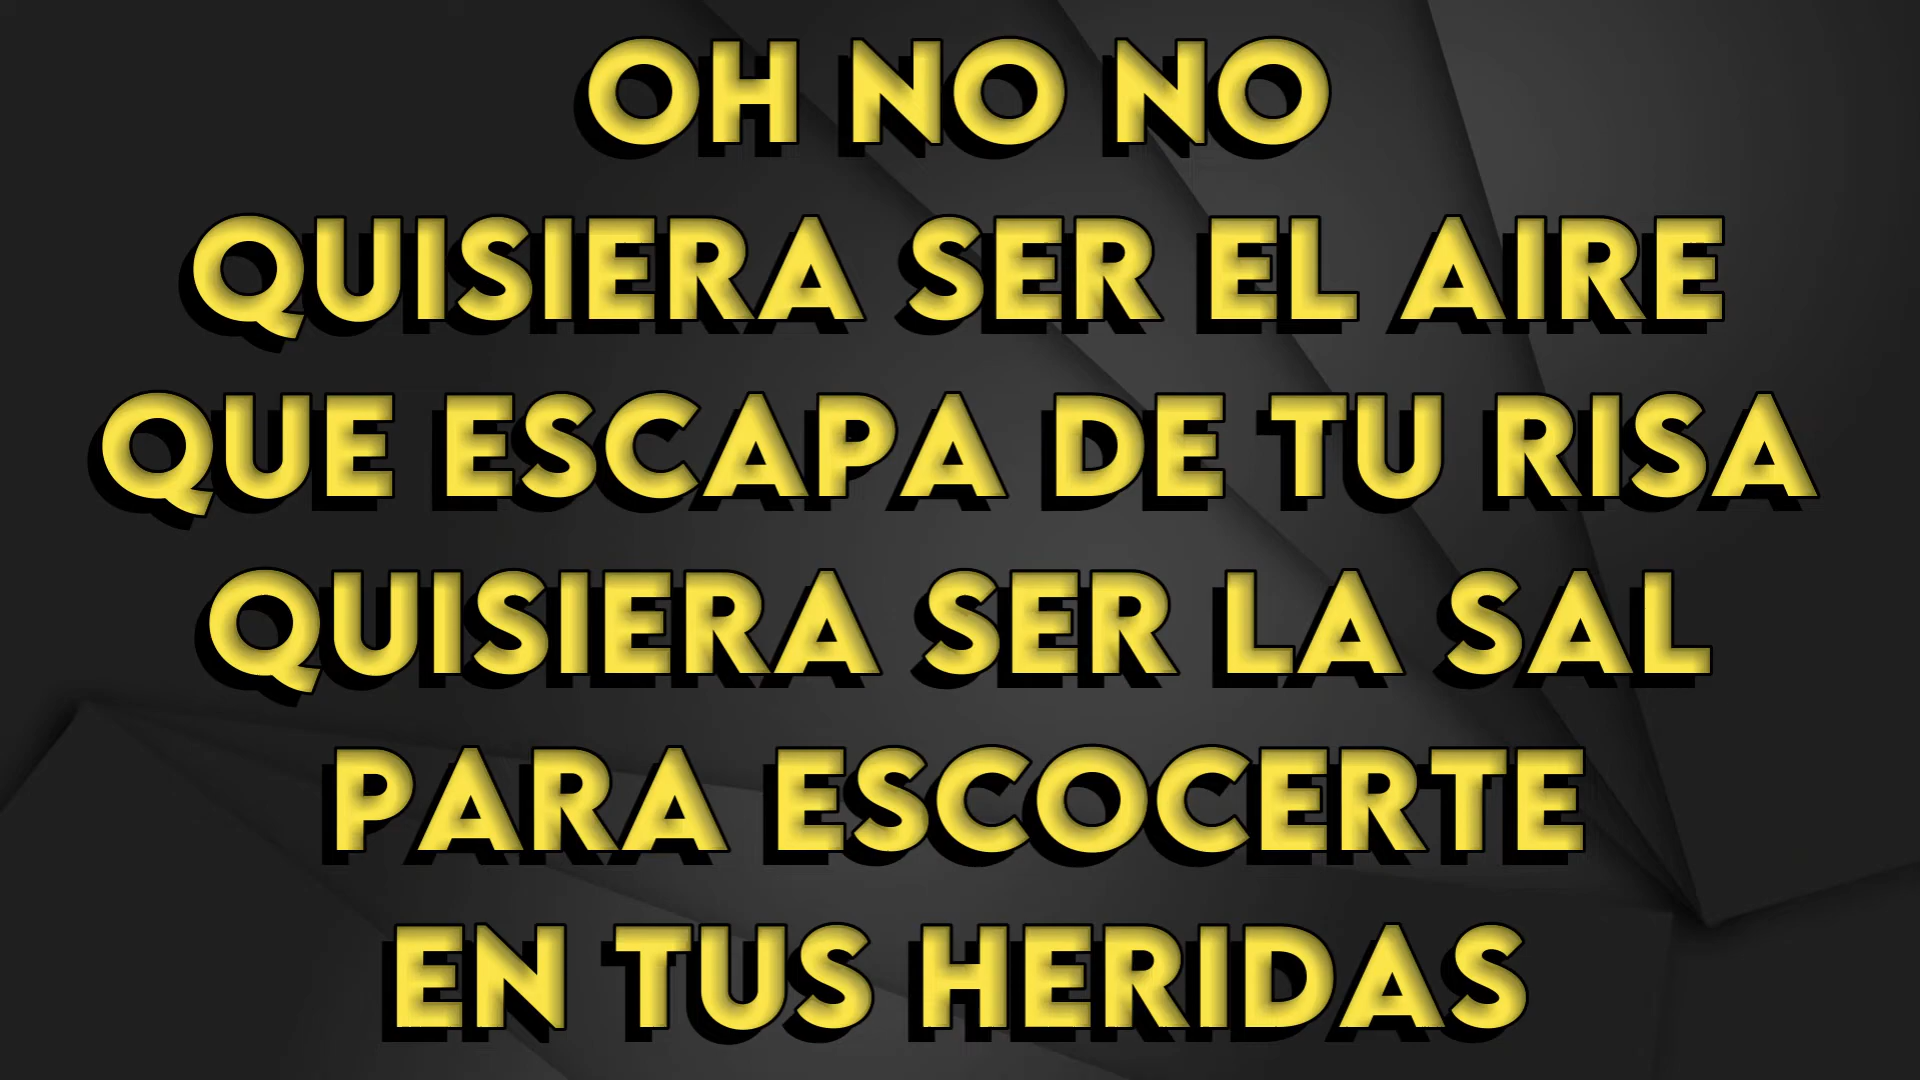 OH NO NO
QUISIERA SER EL AIRE
QUE ESCAPA DE TU RISA
QUISIERA SER LA SAL
PARA ESCOCERTE
EN TUS HERIDAS